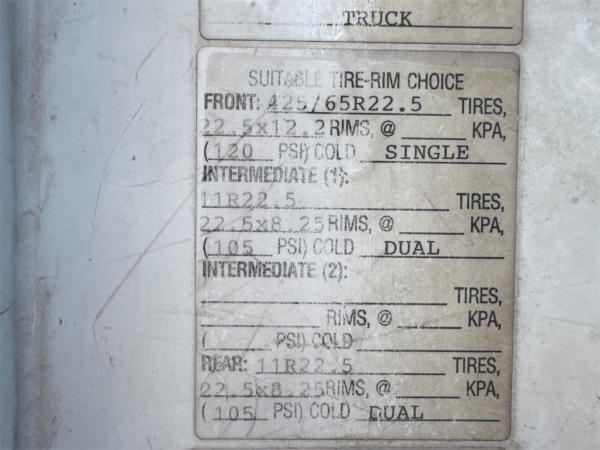 TRUCK
SUITABLE TIRE-RIM CHOICE
FRONT: 425/65R22.5 TIRES,
22.5x12.2 RIMS, @ KPA,
(120 PSI) COLD SINGLE
INTERMEDIATE (1):
11R22.5 TIRES,
22.5x8.25 RIMS, @ KPA,
(105 PSI) COLD DUAL
INTERMEDIATE (2):
TIRES,
RIMS, @ KPA,
( PSI) COLD
REAR: 11R22.5 TIRES,
22.5x8.25 RIMS, @ KPA,
(105 PSI) COLD DUAL